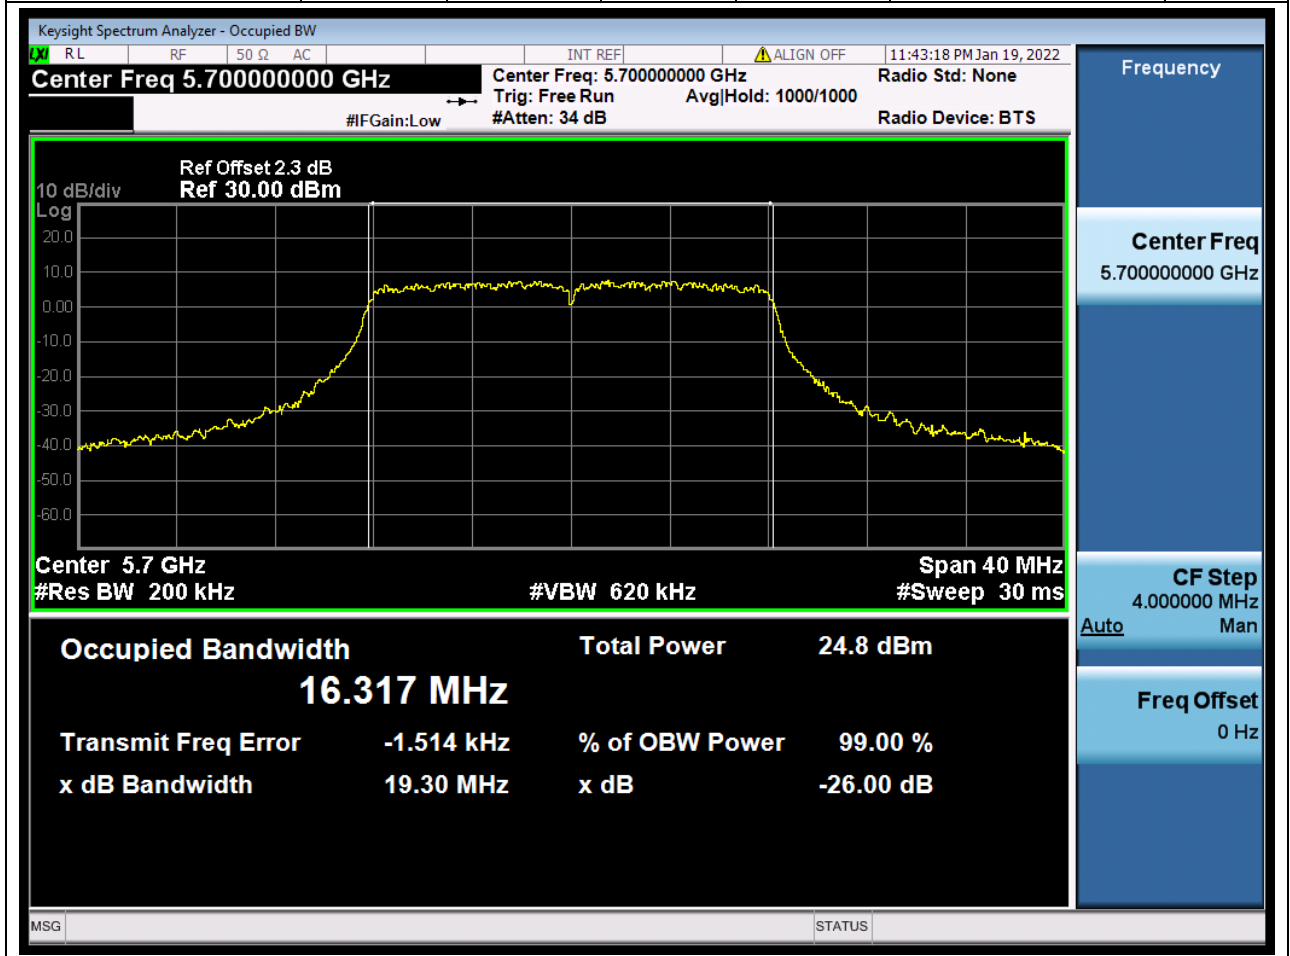 Keysight Spectrum Analyzer - Occupied BW
LXI RL RF 50 Ω AC INT REF ALIGN OFF 11:43:18 PM Jan 19, 2022
Center Freq 5.700000000 GHz
Center Freq: 5.700000000 GHz Radio Std: None
Trig: Free Run Avg|Hold: 1000/1000
#IFGain:Low #Atten: 34 dB Radio Device: BTS
Ref Offset 2.3 dB
10 dB/div Ref 30.00 dBm
Log
20.0
10.0
0.00
-10.0
-20.0
-30.0
-40.0
-50.0
-60.0
Center 5.7 GHz Span 40 MHz
#Res BW 200 kHz #VBW 620 kHz #Sweep 30 ms
Occupied Bandwidth Total Power 24.8 dBm
16.317 MHz
Transmit Freq Error -1.514 kHz % of OBW Power 99.00 %
x dB Bandwidth 19.30 MHz x dB -26.00 dB
Frequency
Center Freq
5.700000000 GHz
CF Step
4.000000 MHz
Auto Man
Freq Offset
0 Hz
MSG STATUS